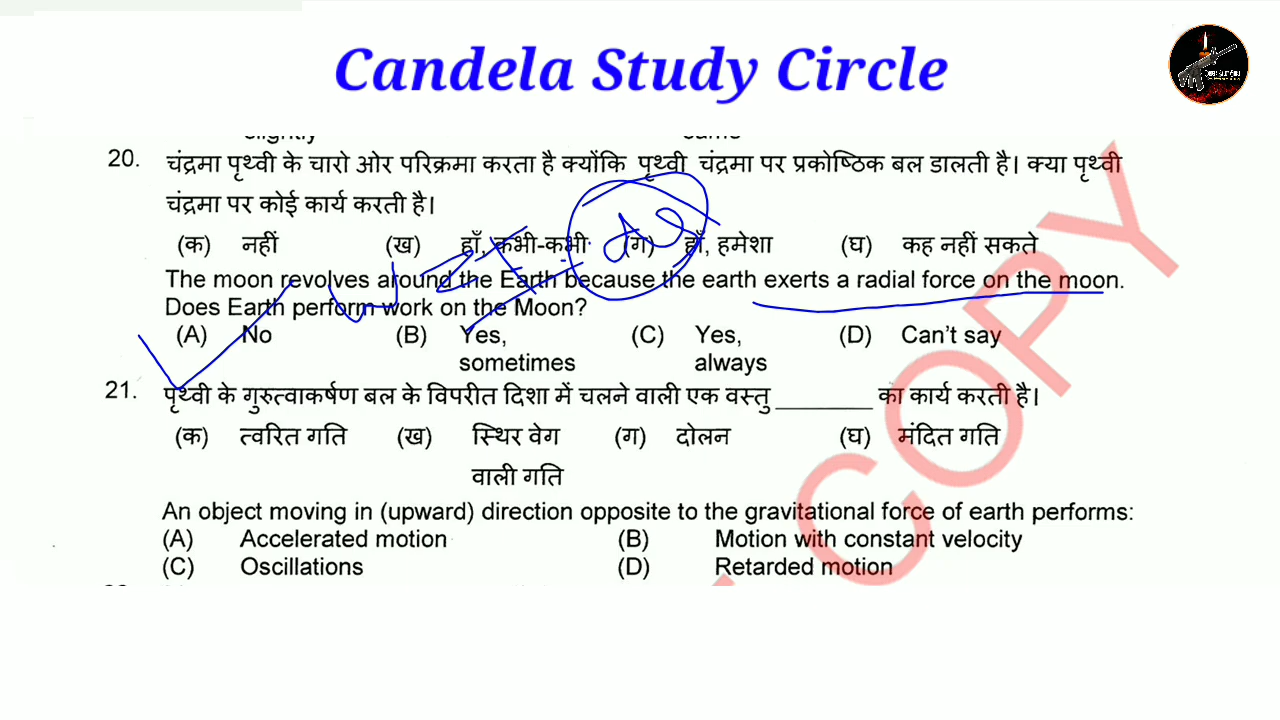 Candela Study Circle
20. चंद्रमा पृथ्वी के चारो ओर परिक्रमा करता है क्योंकि पृथ्वी चंद्रमा पर प्रकोष्ठिक बल डालती है। क्या पृथ्वी
चंद्रमा पर कोई कार्य करती है।
(क) नहीं (ख) हाँ, कभी-कभी (ग) हाँ, हमेशा (घ) कह नहीं सकते
The moon revolves around the Earth because the earth exerts a radial force on the moon.
Does Earth perform work on the Moon?
(A) No (B) Yes, (C) Yes, (D) Can't say
sometimes always
21. पृथ्वी के गुरुत्वाकर्षण बल के विपरीत दिशा में चलने वाली एक वस्तु ________ का कार्य करती है।
(क) त्वरित गति (ख) स्थिर वेग (ग) दोलन (घ) मंदित गति
वाली गति
An object moving in (upward) direction opposite to the gravitational force of earth performs:
(A) Accelerated motion (B) Motion with constant velocity
(C) Oscillations (D) Retarded motion
COPY